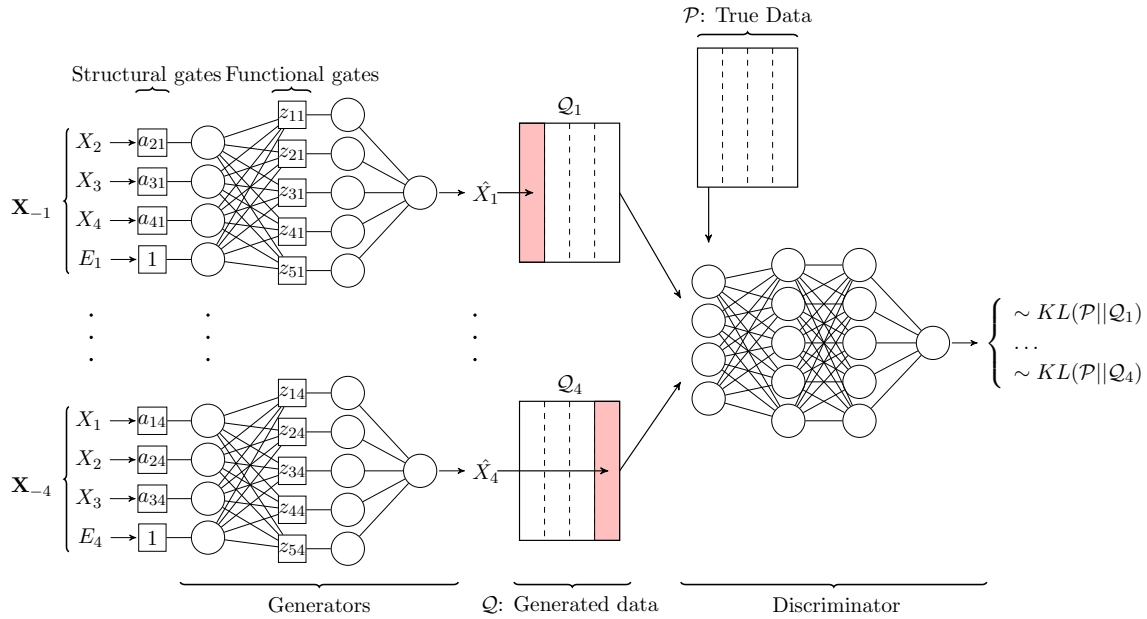 𝒫: True Data
Structural gates Functional gates
X₂ a₂₁
X₃ a₃₁
X₄ a₄₁
E₁ 1
X₋₁
z₁₁
z₂₁
z₃₁
z₄₁
z₅₁
X̂₁
𝒬₁
∼ KL(𝒫||𝒬₁)
...
∼ KL(𝒫||𝒬₄)
X₁ a₁₄
X₂ a₂₄
X₃ a₃₄
E₄ 1
X₋₄
z₁₄
z₂₄
z₃₄
z₄₄
z₅₄
X̂₄
𝒬₄
Generators
𝒬: Generated data
Discriminator